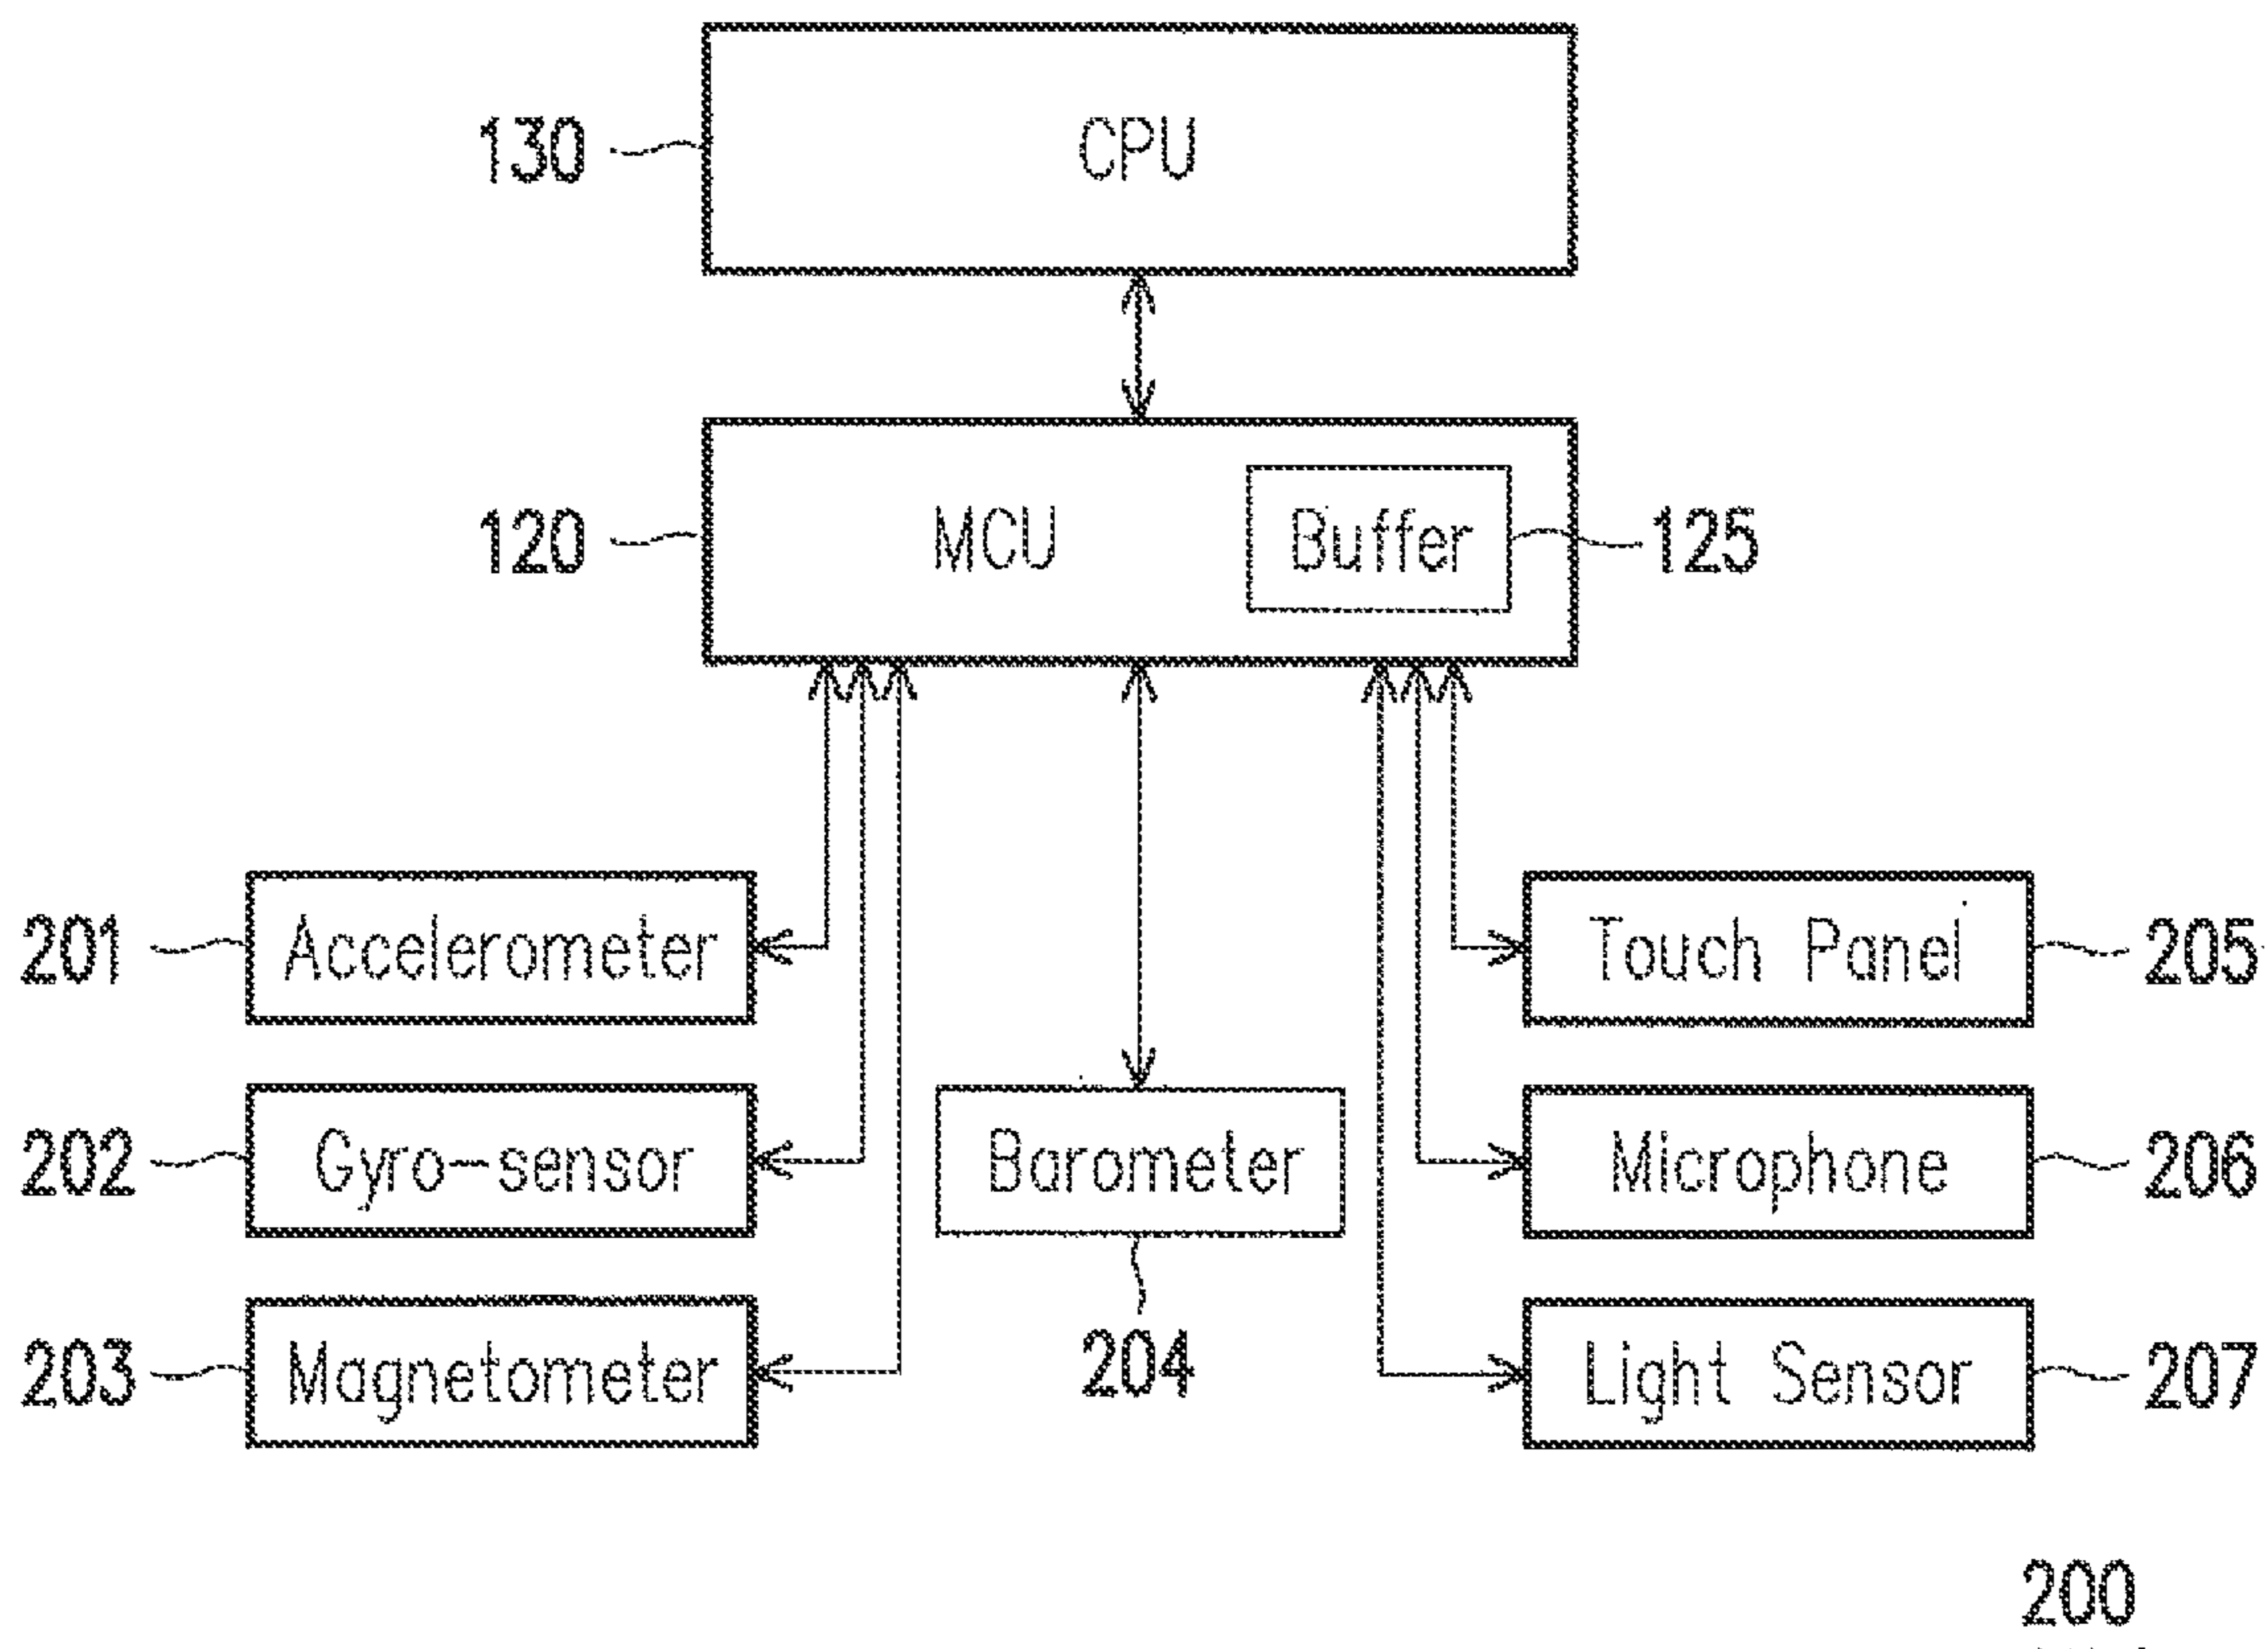 130 CPU
120 MCU Buffer 125
201 Accelerometer Touch Panel 205
202 Gyro-sensor Barometer Microphone 206
203 Magnetometer 204 Light Sensor 207
200